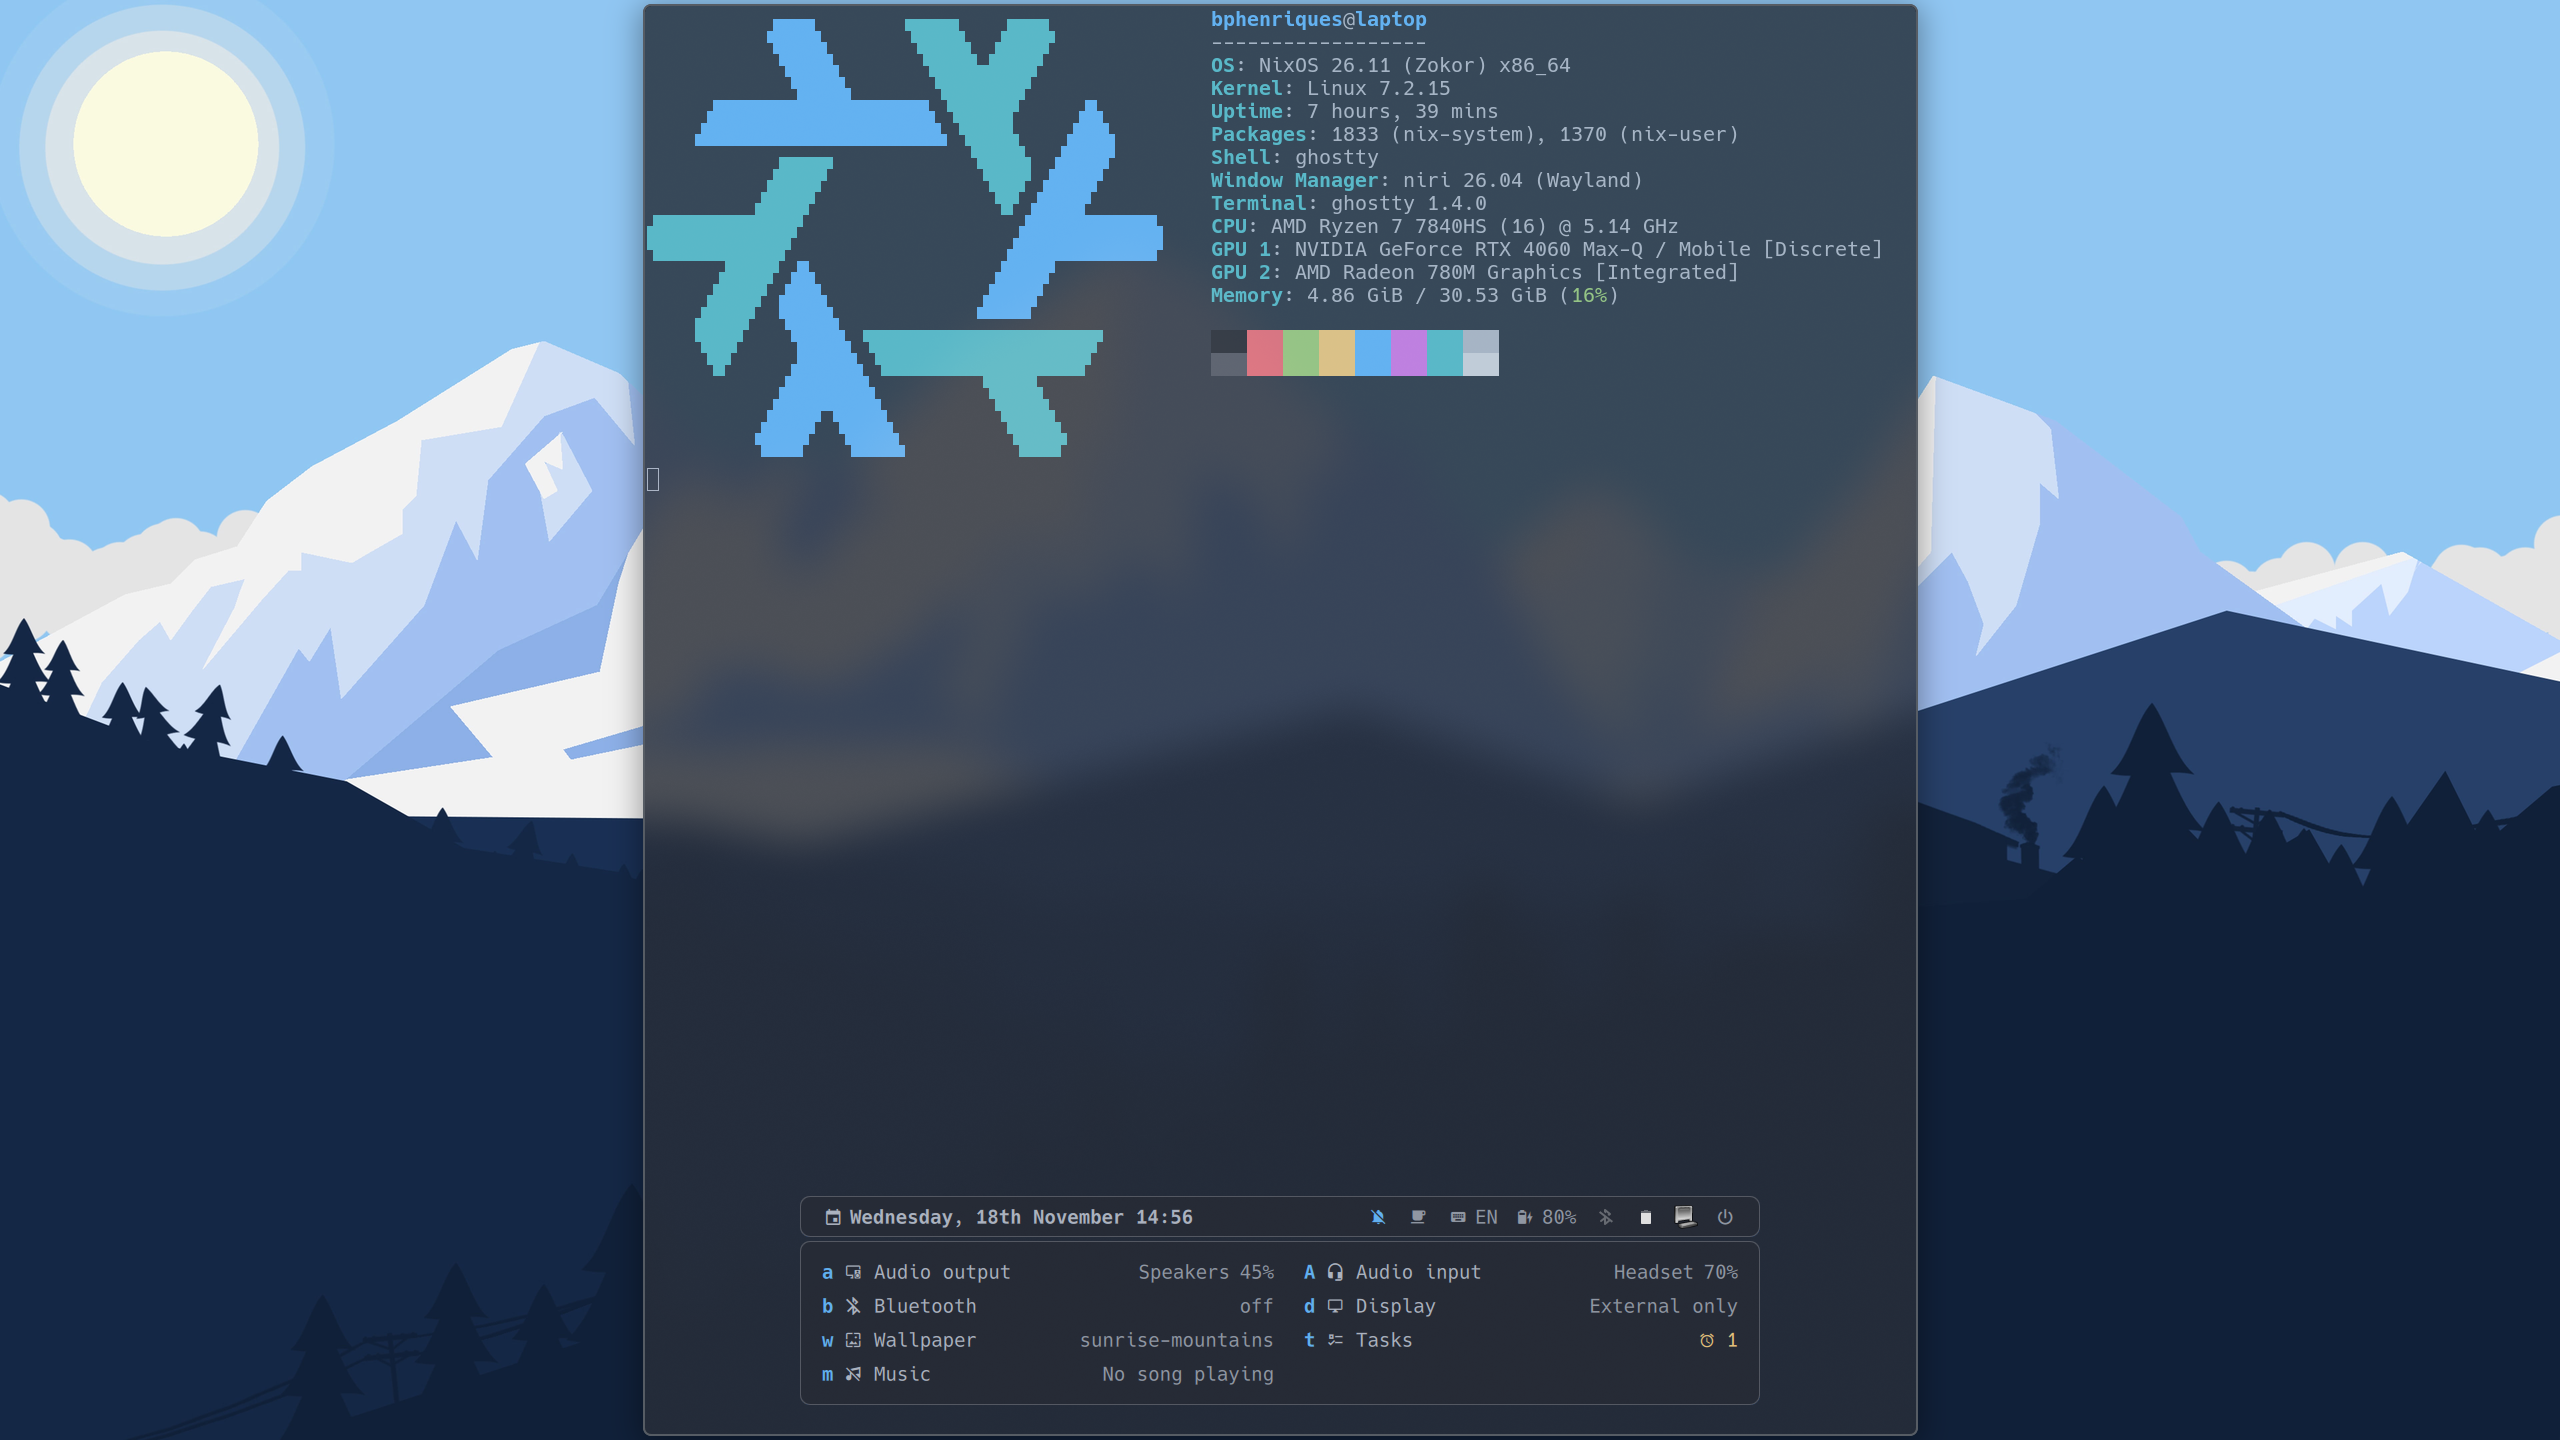 bphenriques@laptop
------------------
OS: NixOS 26.11 (Zokor) x86_64
Kernel: Linux 7.2.15
Uptime: 7 hours, 39 mins
Packages: 1833 (nix-system), 1370 (nix-user)
Shell: ghostty
Window Manager: niri 26.04 (Wayland)
Terminal: ghostty 1.4.0
CPU: AMD Ryzen 7 7840HS (16) @ 5.14 GHz
GPU 1: NVIDIA GeForce RTX 4060 Max-Q / Mobile [Discrete]
GPU 2: AMD Radeon 780M Graphics [Integrated]
Memory: 4.86 GiB / 30.53 GiB (16%)
Wednesday, 18th November 14:56 EN 80%
a Audio output Speakers 45% A Audio input Headset 70%
b Bluetooth off d Display External only
w Wallpaper sunrise-mountains t Tasks 1
m Music No song playing